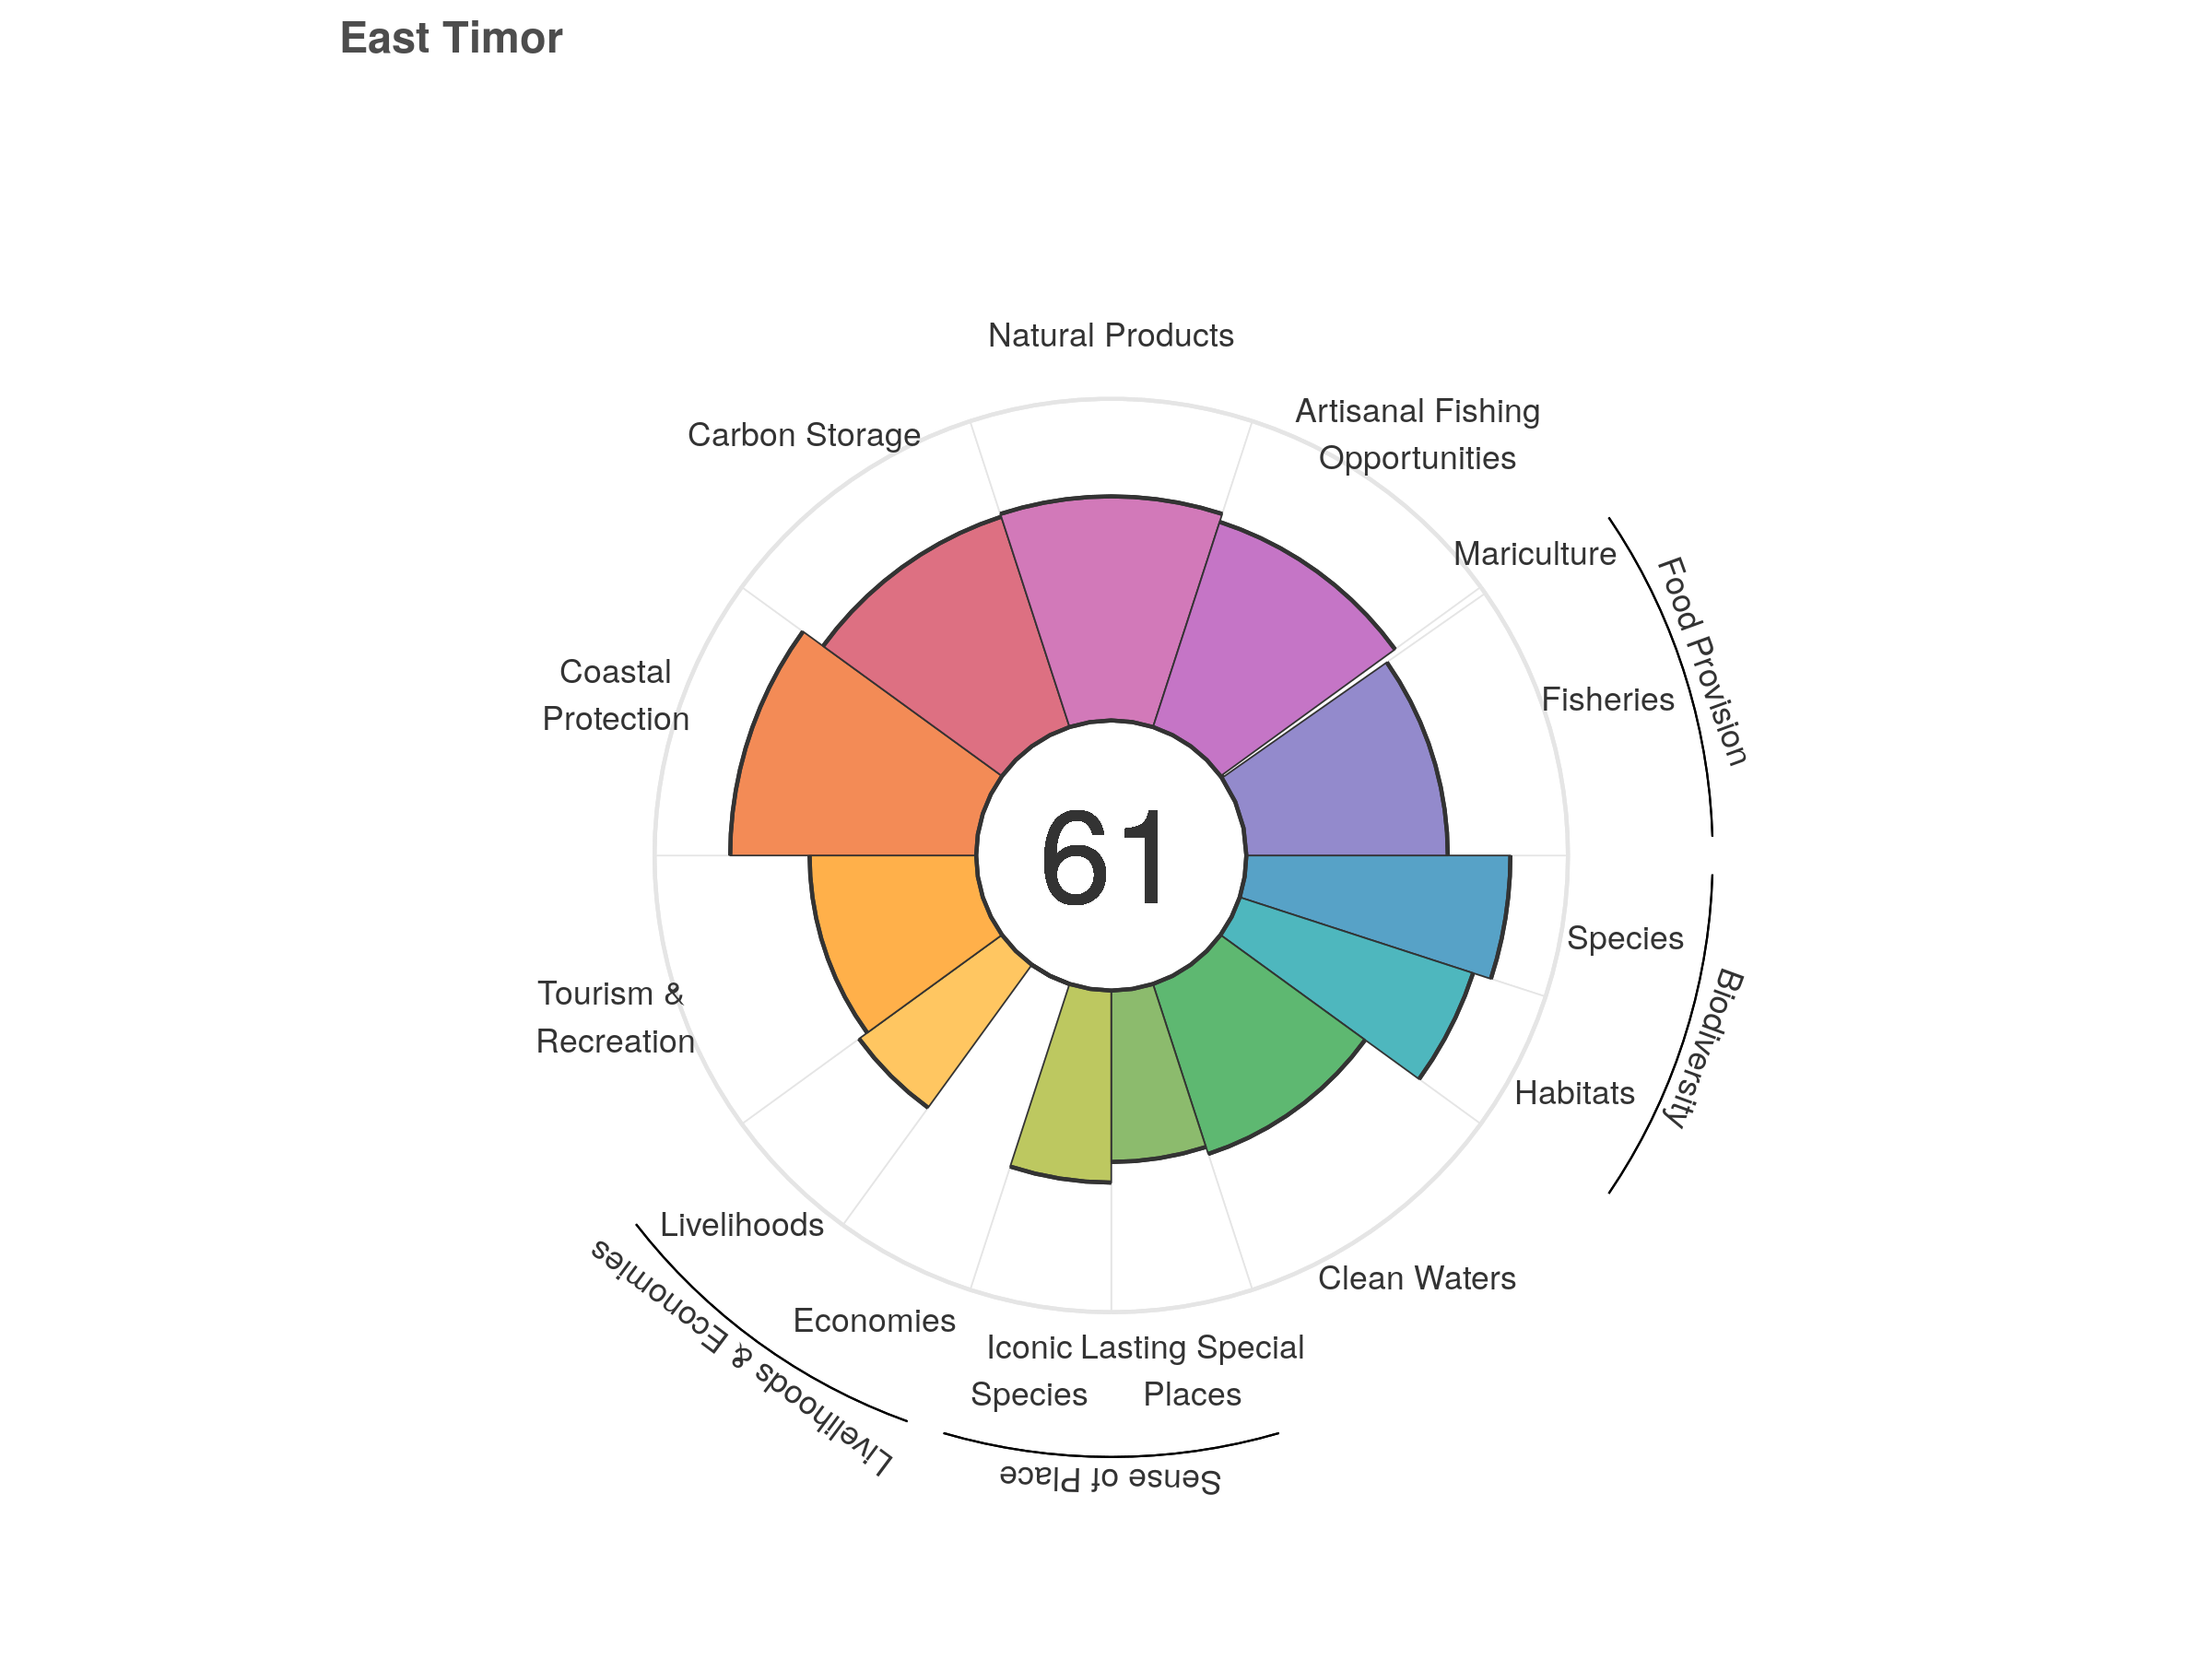 East Timor
Natural Products
Artisanal Fishing
Opportunities
Carbon Storage
Mariculture
Food Provision
Coastal
Protection
Fisheries
61
Species
Biodiversity
Tourism &
Recreation
Habitats
Livelihoods
Clean Waters
Livelihoods & Economies
Economies
Iconic
Species
Lasting Special
Places
Sense of Place